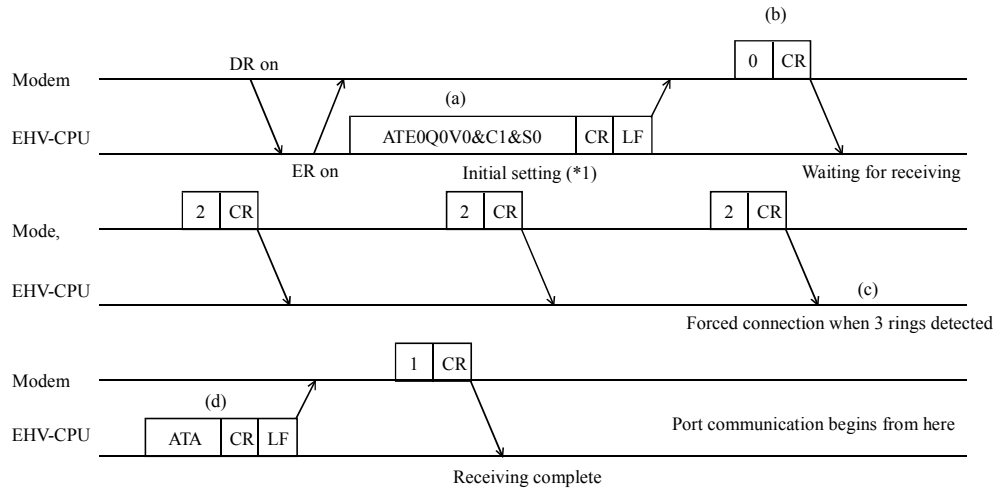 (b)
0 CR
DR on
Modem
(a)
EHV-CPU
ATE0Q0V0&C1&S0 CR LF
ER on Initial setting (*1) Waiting for receiving
2 CR 2 CR 2 CR
Mode,
EHV-CPU (c)
Forced connection when 3 rings detected
1 CR
Modem
(d)
EHV-CPU ATA CR LF Port communication begins from here
Receiving complete